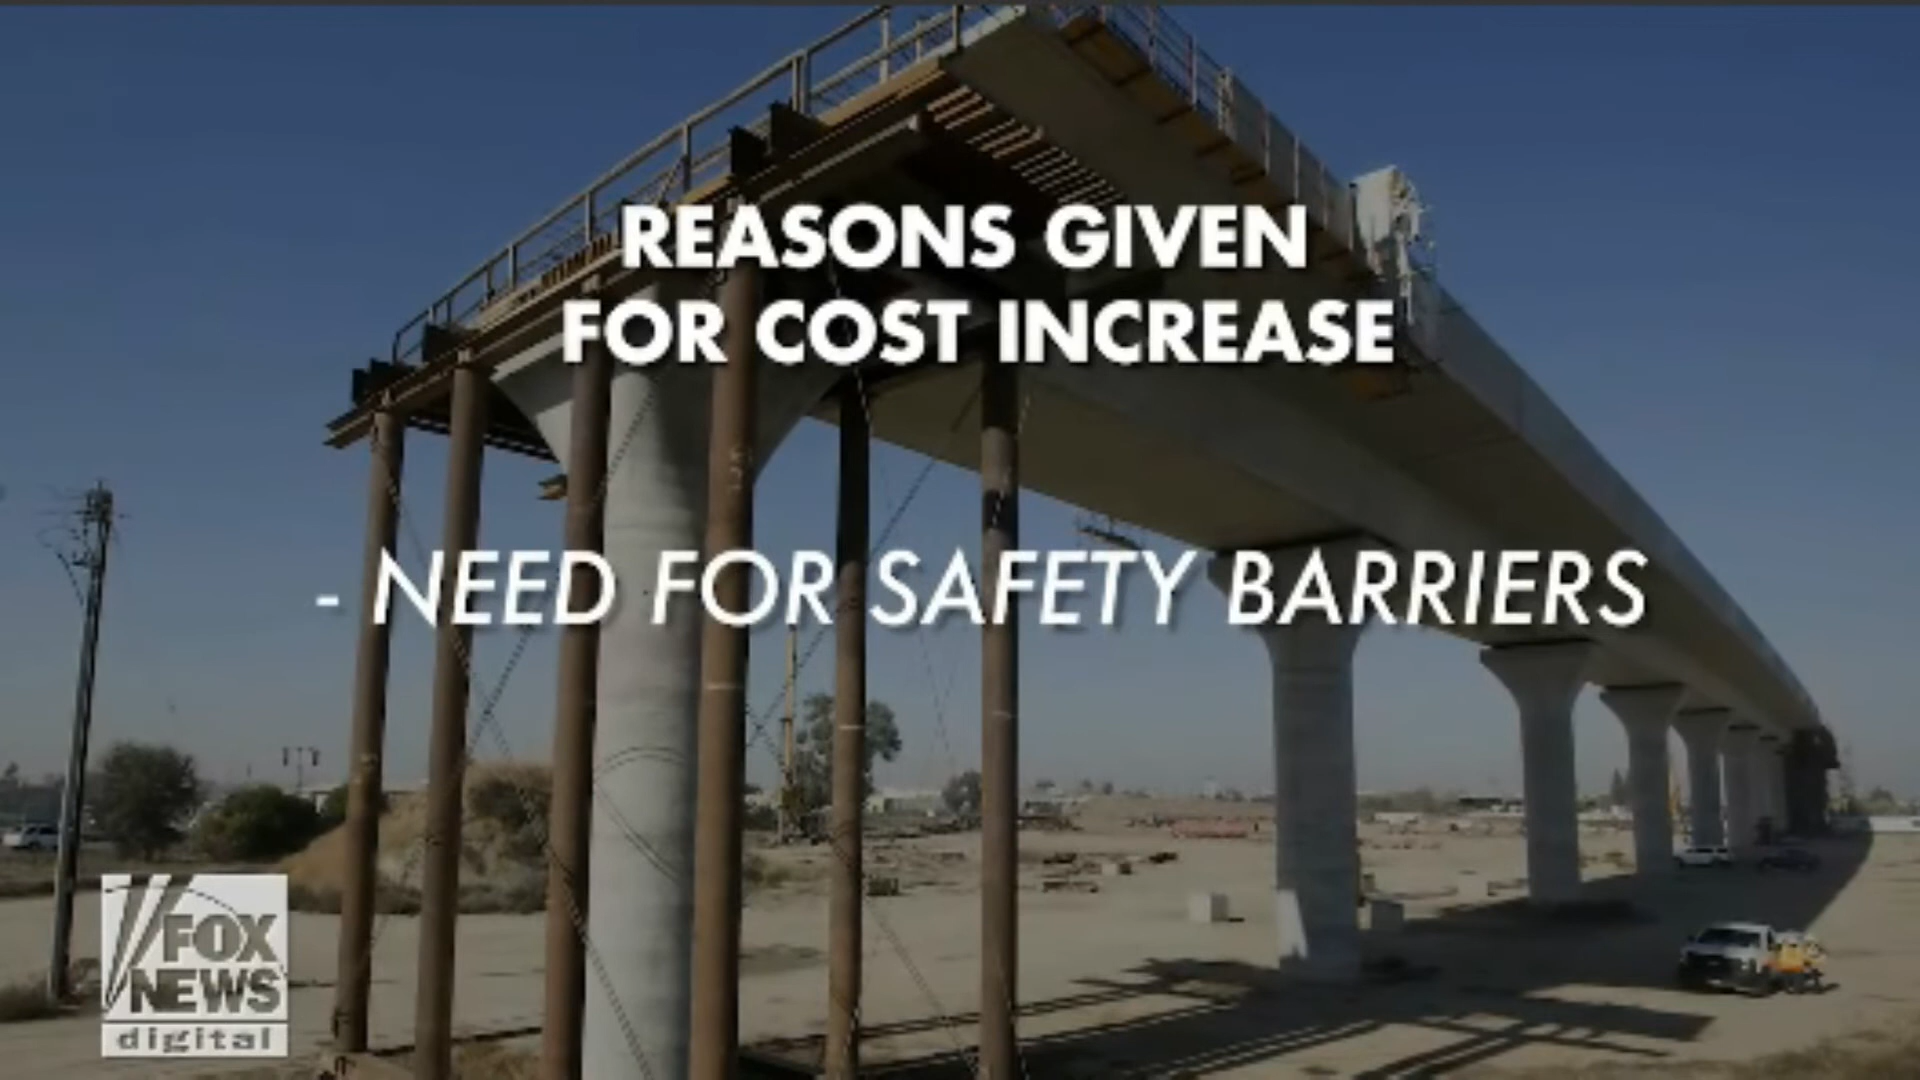 REASONS GIVEN
FOR COST INCREASE
- NEED FOR SAFETY BARRIERS
FOX
NEWS
digital